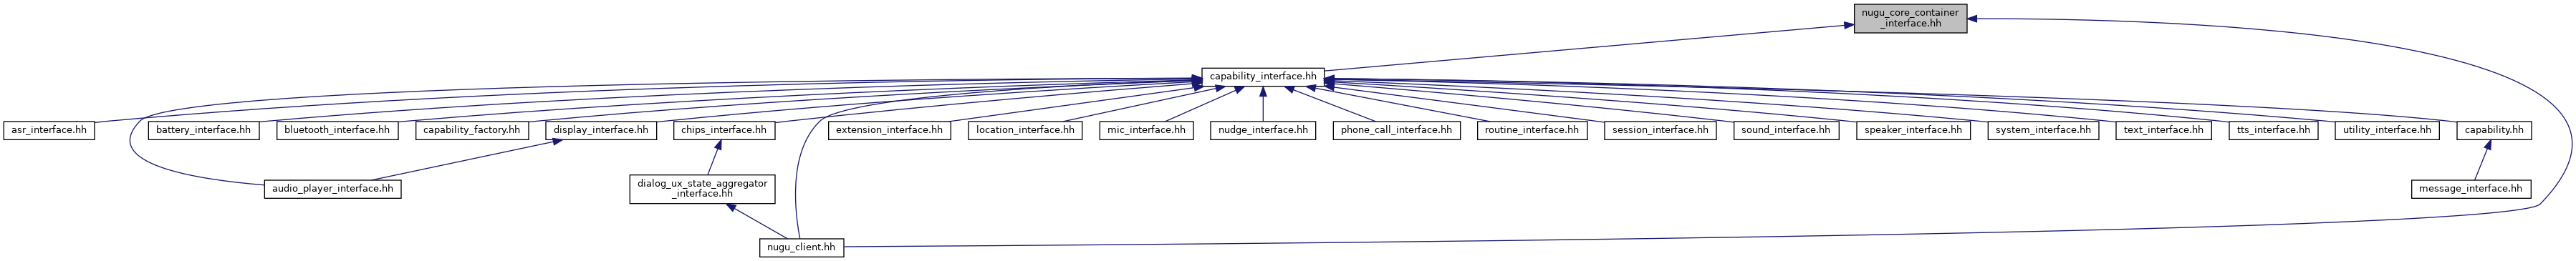 nugu_core_container
_interface.hh
capability_interface.hh
asr_interface.hh
battery_interface.hh
bluetooth_interface.hh
capability_factory.hh
display_interface.hh
chips_interface.hh
extension_interface.hh
location_interface.hh
mic_interface.hh
nudge_interface.hh
phone_call_interface.hh
routine_interface.hh
session_interface.hh
sound_interface.hh
speaker_interface.hh
system_interface.hh
text_interface.hh
tts_interface.hh
utility_interface.hh
capability.hh
audio_player_interface.hh
dialog_ux_state_aggregator
_interface.hh
message_interface.hh
nugu_client.hh